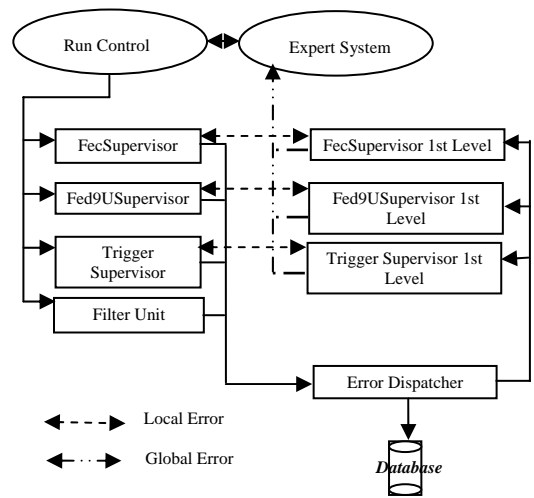 Run Control
Expert System
FecSupervisor
FecSupervisor 1st Level
Fed9USupervisor
Fed9USupervisor 1st
Level
Trigger
Supervisor
Trigger Supervisor 1st
Level
Filter Unit
Error Dispatcher
Local Error
Global Error
Database